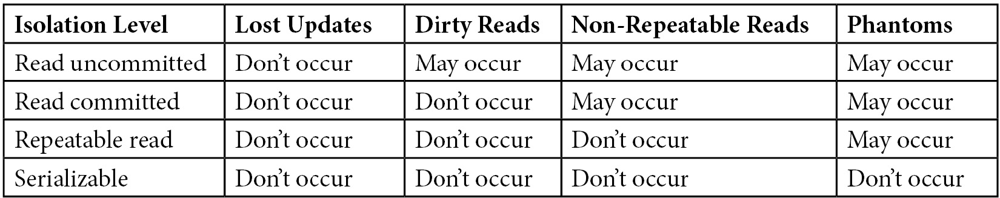 Isolation Level Lost Updates Dirty Reads Non-Repeatable Reads Phantoms
Read uncommitted Don’t occur May occur May occur May occur
Read committed Don’t occur Don’t occur May occur May occur
Repeatable read Don’t occur Don’t occur Don’t occur May occur
Serializable Don’t occur Don’t occur Don’t occur Don’t occur